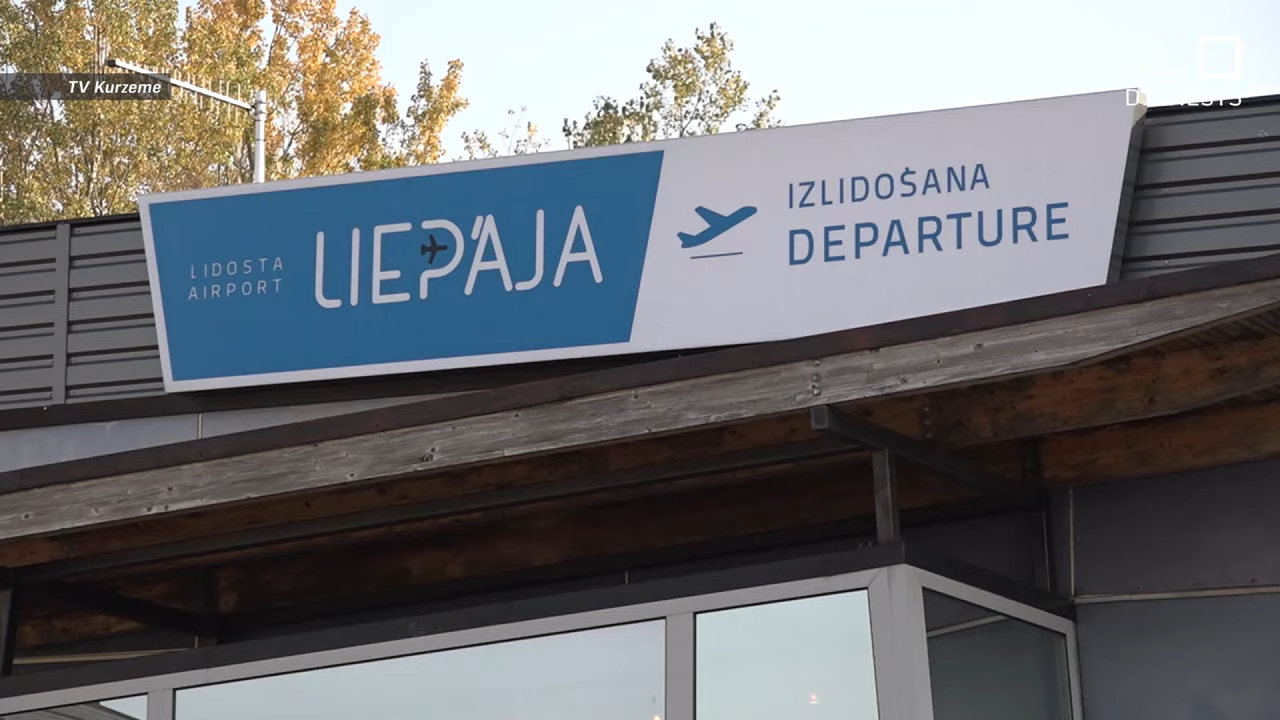 TV Kurzeme
LIDOSTA
AIRPORT
LIEPĀJA
IZLIDOŠANA
DEPARTURE